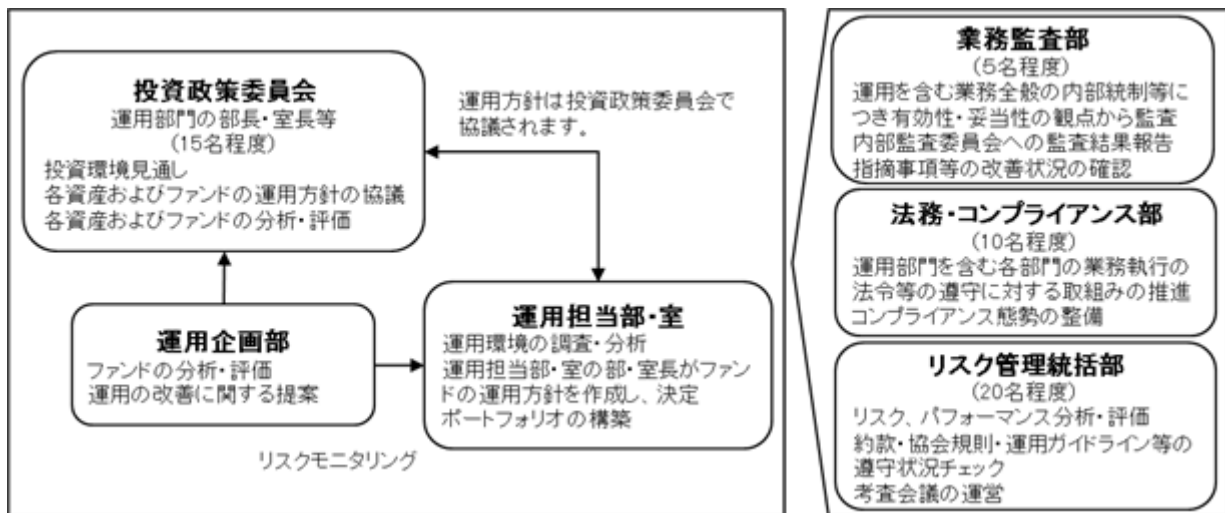 投資政策委員会
運用部門の部長・室長等
(15名程度)
投資環境見通し
各資産およびファンドの運用方針の協議
各資産およびファンドの分析・評価
運用方針は投資政策委員会で
協議されます。
運用企画部
ファンドの分析・評価
運用の改善に関する提案
運用担当部・室
運用環境の調査・分析
運用担当部・室の部・室長がファン
ドの運用方針を作成し、決定
ポートフォリオの構築
リスクモニタリング
業務監査部
(5名程度)
運用を含む業務全般の内部統制等に
つき有効性・妥当性の観点から監査
内部監査委員会への監査結果報告
指摘事項等の改善状況の確認
法務・コンプライアンス部
(10名程度)
運用部門を含む各部門の業務執行の
法令等の遵守に対する取組みの推進
コンプライアンス態勢の整備
リスク管理統括部
(20名程度)
リスク、パフォーマンス分析・評価
約款・協会規則・運用ガイドライン等の
遵守状況チェック
考査会議の運営